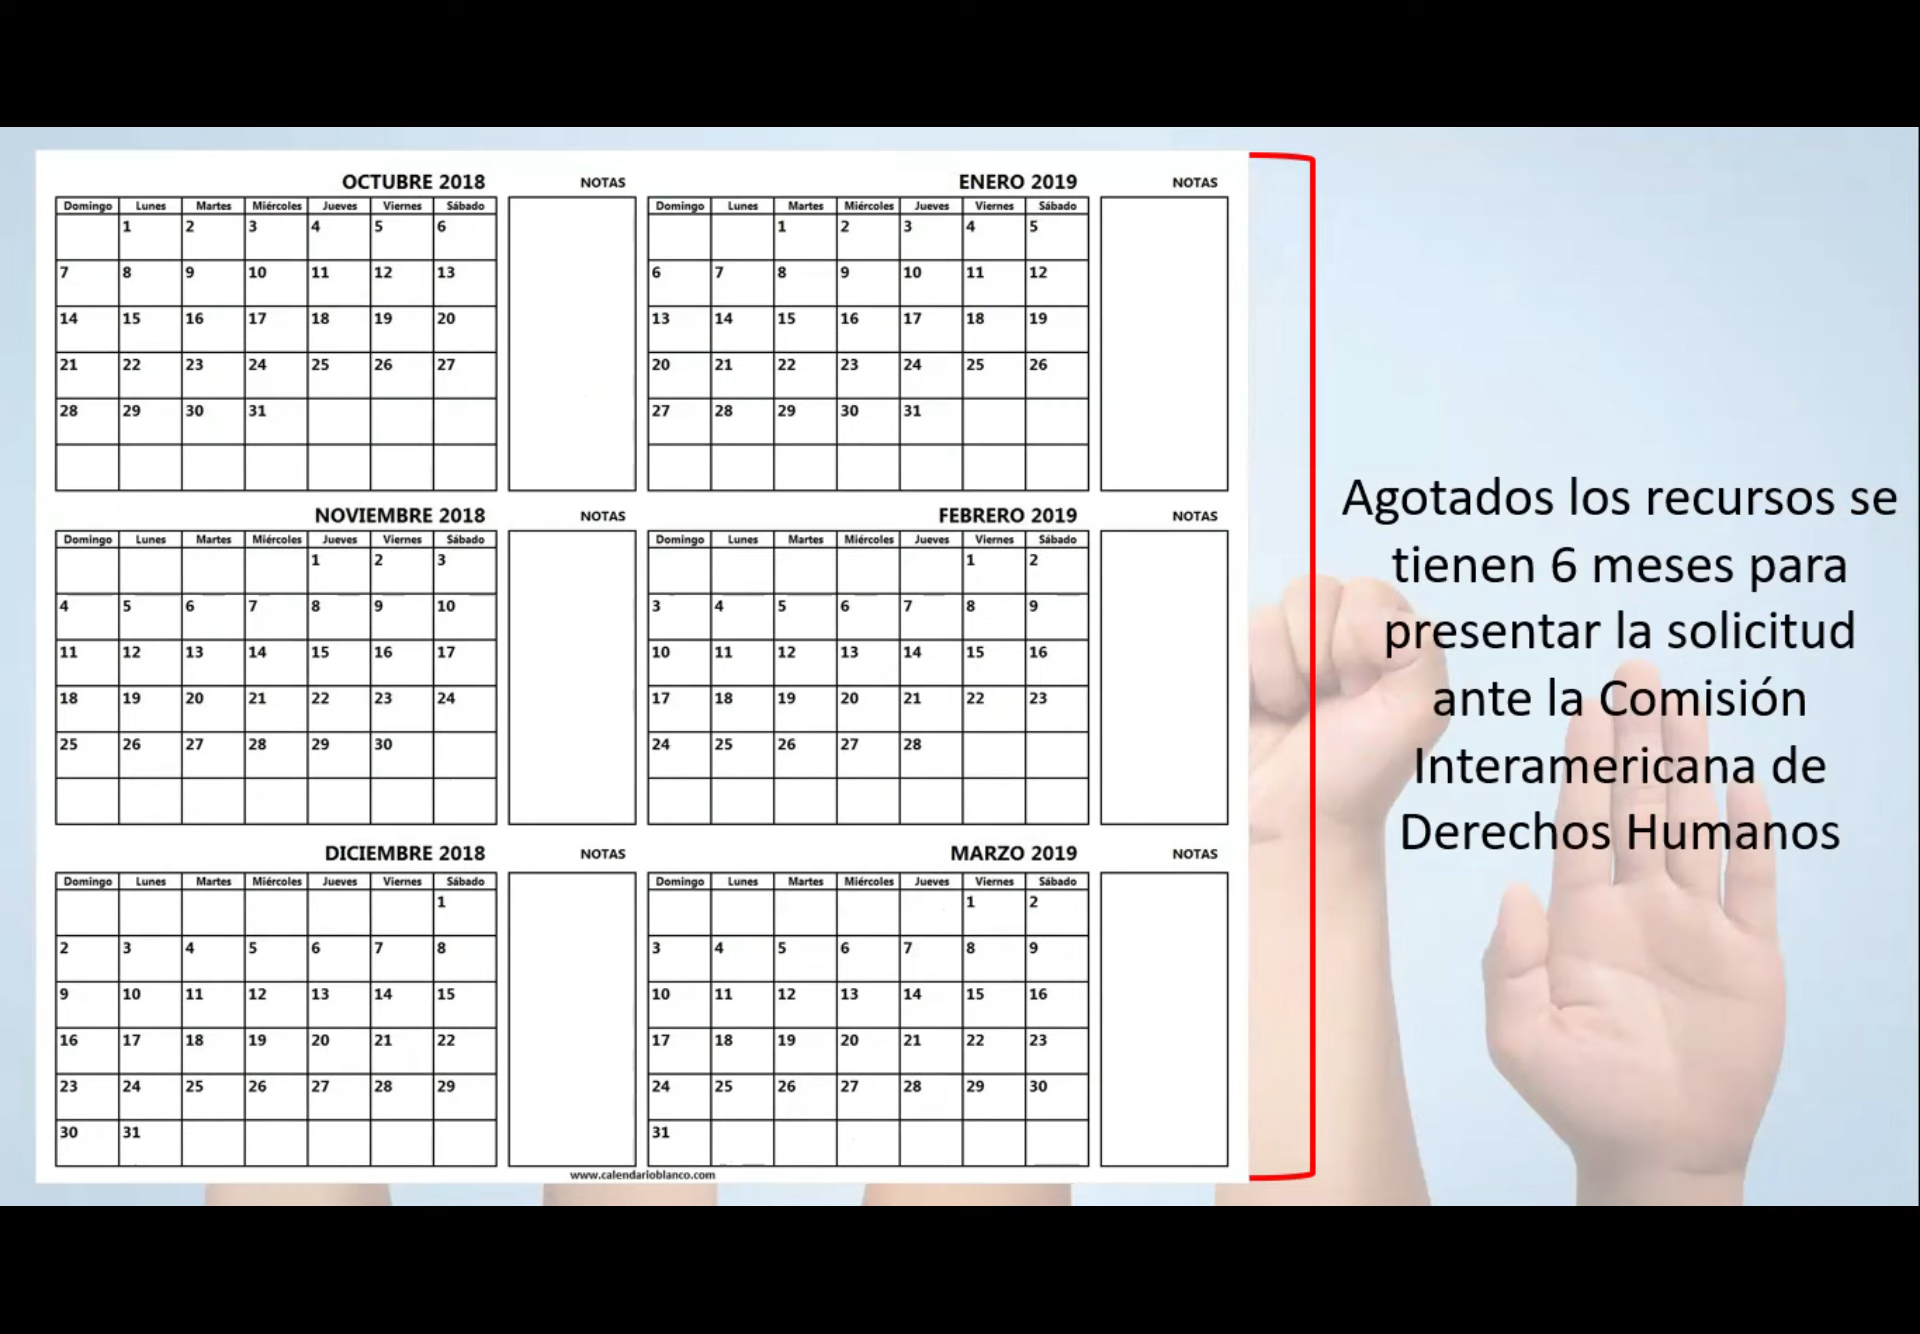 OCTUBRE 2018
NOTAS
Domingo Lunes Martes Miércoles Jueves Viernes Sábado
1 2 3 4 5 6
7 8 9 10 11 12 13
14 15 16 17 18 19 20
21 22 23 24 25 26 27
28 29 30 31
NOVIEMBRE 2018
NOTAS
Domingo Lunes Martes Miércoles Jueves Viernes Sábado
1 2 3
4 5 6 7 8 9 10
11 12 13 14 15 16 17
18 19 20 21 22 23 24
25 26 27 28 29 30
DICIEMBRE 2018
NOTAS
Domingo Lunes Martes Miércoles Jueves Viernes Sábado
1
2 3 4 5 6 7 8
9 10 11 12 13 14 15
16 17 18 19 20 21 22
23 24 25 26 27 28 29
30 31
ENERO 2019
NOTAS
Domingo Lunes Martes Miércoles Jueves Viernes Sábado
1 2 3 4 5
6 7 8 9 10 11 12
13 14 15 16 17 18 19
20 21 22 23 24 25 26
27 28 29 30 31
FEBRERO 2019
NOTAS
Domingo Lunes Martes Miércoles Jueves Viernes Sábado
1 2
3 4 5 6 7 8 9
10 11 12 13 14 15 16
17 18 19 20 21 22 23
24 25 26 27 28
MARZO 2019
NOTAS
Domingo Lunes Martes Miércoles Jueves Viernes Sábado
1 2
3 4 5 6 7 8 9
10 11 12 13 14 15 16
17 18 19 20 21 22 23
24 25 26 27 28 29 30
31
www.calendarioblanco.com
Agotados los recursos se
tienen 6 meses para
presentar la solicitud
ante la Comisión
Interamericana de
Derechos Humanos